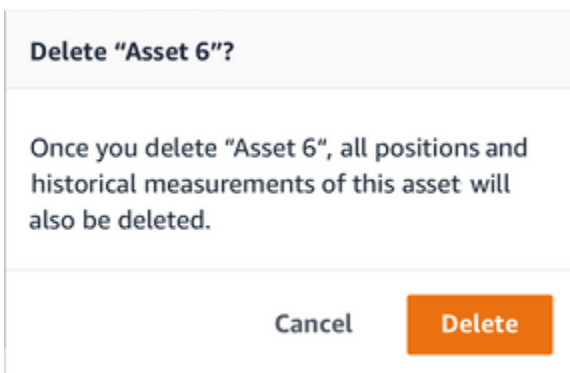 Delete “Asset 6”?
Once you delete “Asset 6“, all positions and
historical measurements of this asset will
also be deleted.
Cancel
Delete